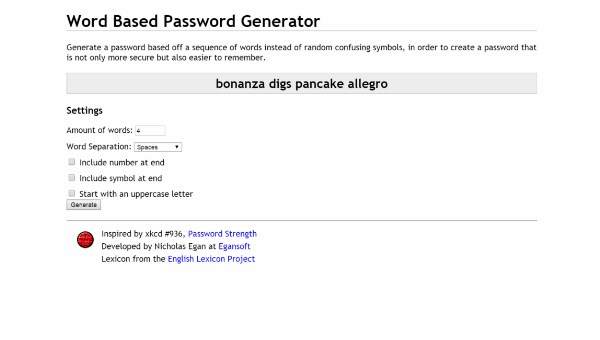 Word Based Password Generator
Generate a password based off a sequence of words instead of random confusing symbols, in order to create a password that
is not only more secure but also easier to remember.
bonanza digs pancake allegro
Settings
Amount of words: 4
Word Separation: Spaces
Include number at end
Include symbol at end
Start with an uppercase letter
Generate
Inspired by xkcd #936, Password Strength
Developed by Nicholas Egan at Egansoft
Lexicon from the English Lexicon Project